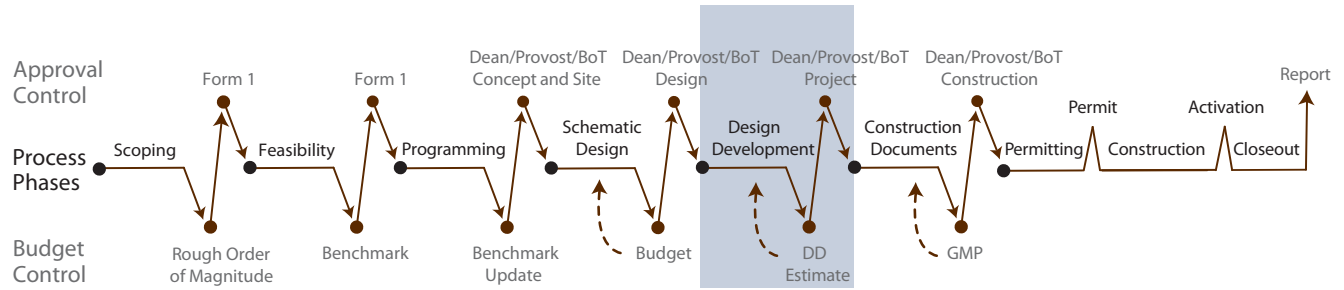 Approval
Control
Form 1
Form 1
Dean/Provost/BoT
Concept and Site
Dean/Provost/BoT
Design
Dean/Provost/BoT
Project
Dean/Provost/BoT
Construction
Report
Process
Phases
Scoping
Feasibility
Programming
Schematic
Design
Design
Development
Construction
Documents
Permitting
Permit
Construction
Activation
Closeout
Budget
Control
Rough Order
of Magnitude
Benchmark
Benchmark
Update
Budget
DD
Estimate
GMP